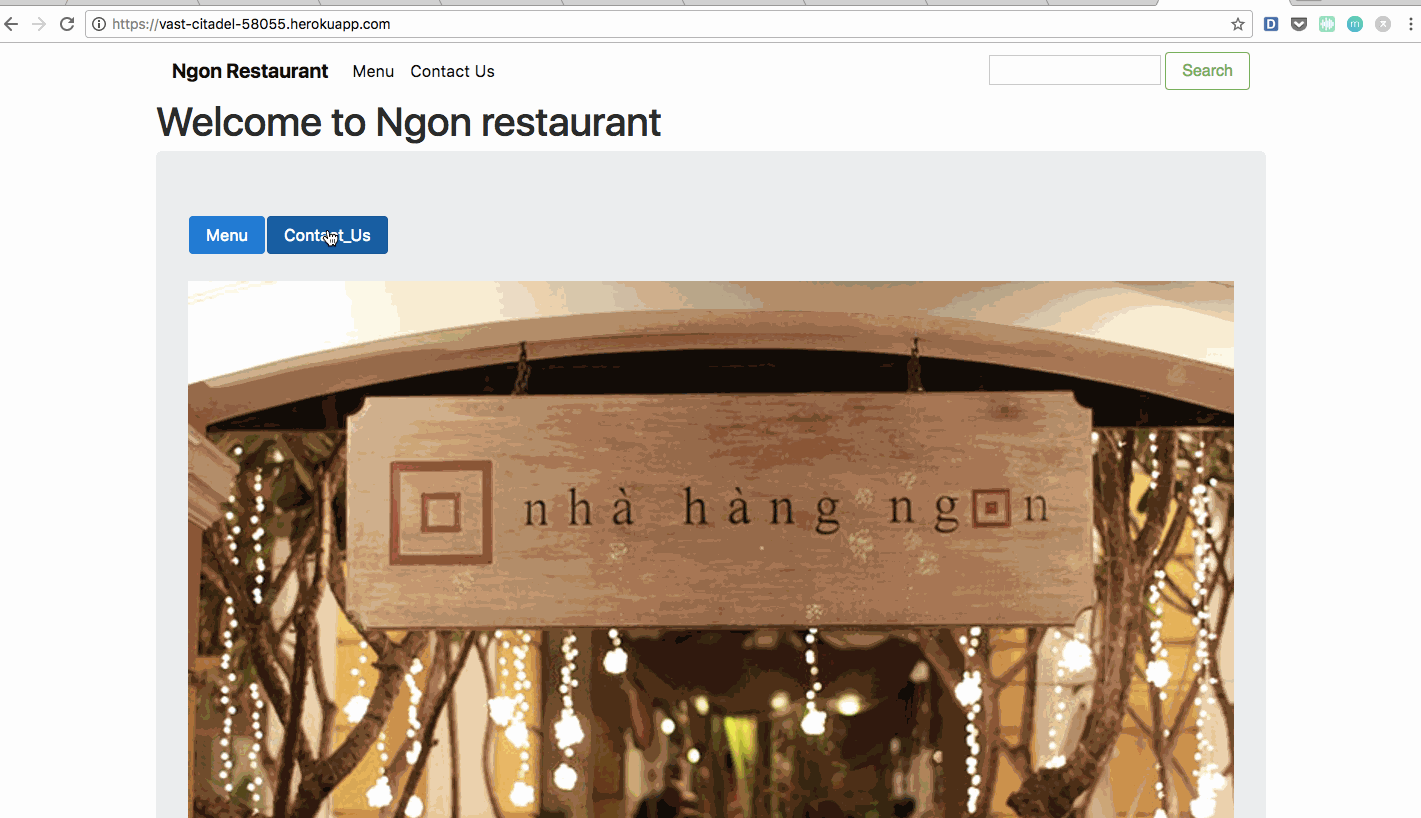 https://vast-citadel-58055.herokuapp.com
D
m
Ngon Restaurant Menu Contact Us Search
Welcome to Ngon restaurant
Menu Contact_Us
nhà hàng ngon